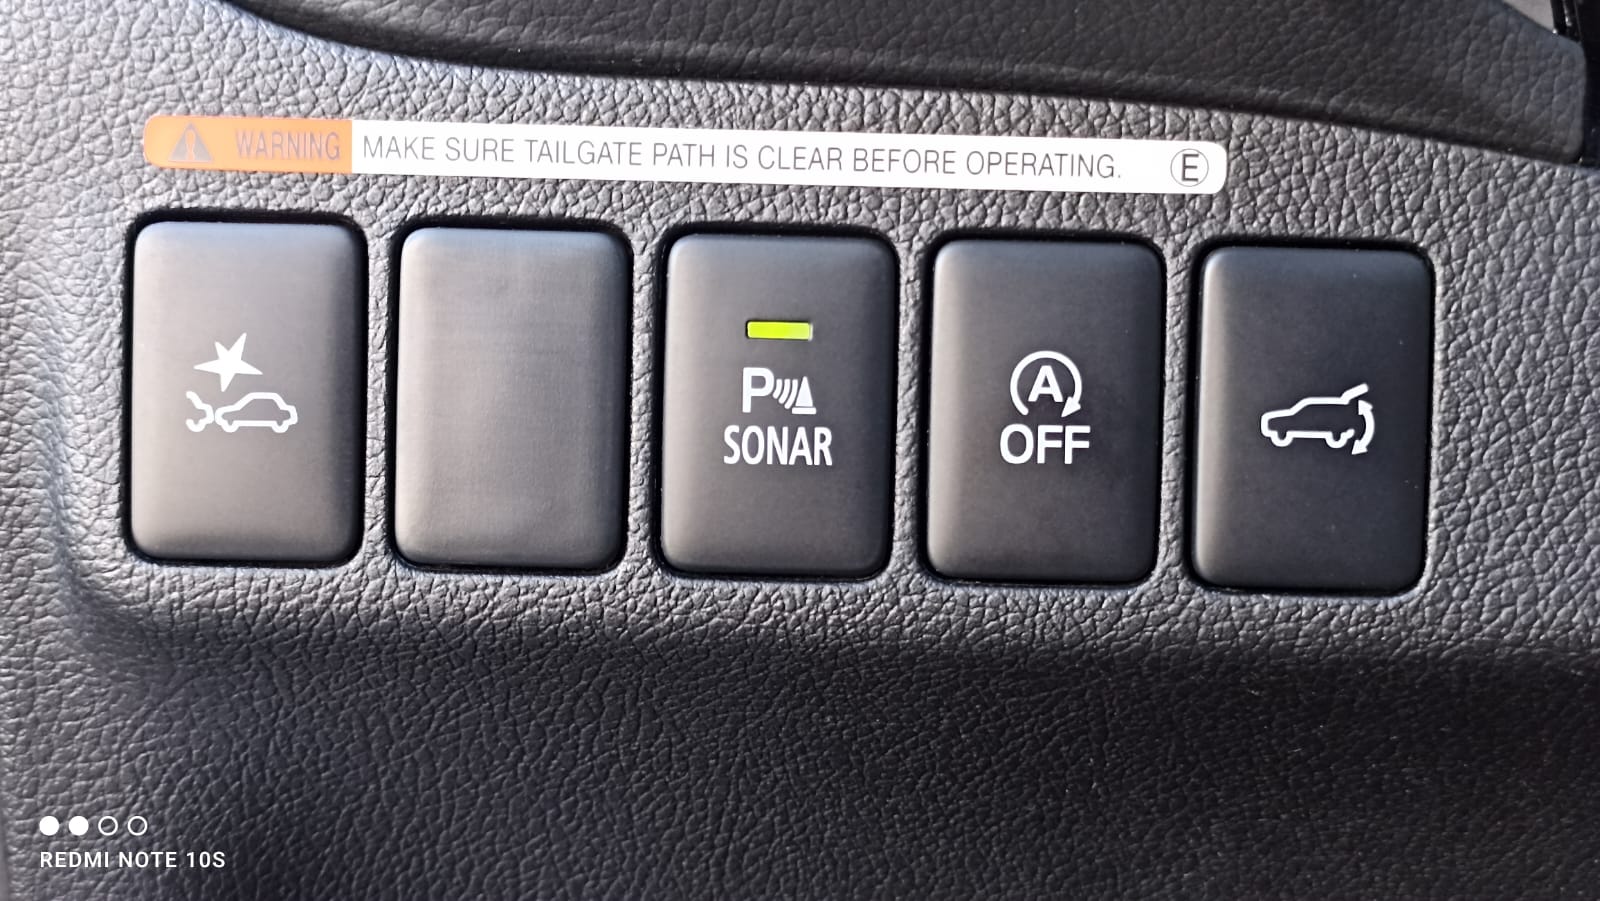 WARNING MAKE SURE TAILGATE PATH IS CLEAR BEFORE OPERATING. E
P
SONAR
A
OFF
REDMI NOTE 10S